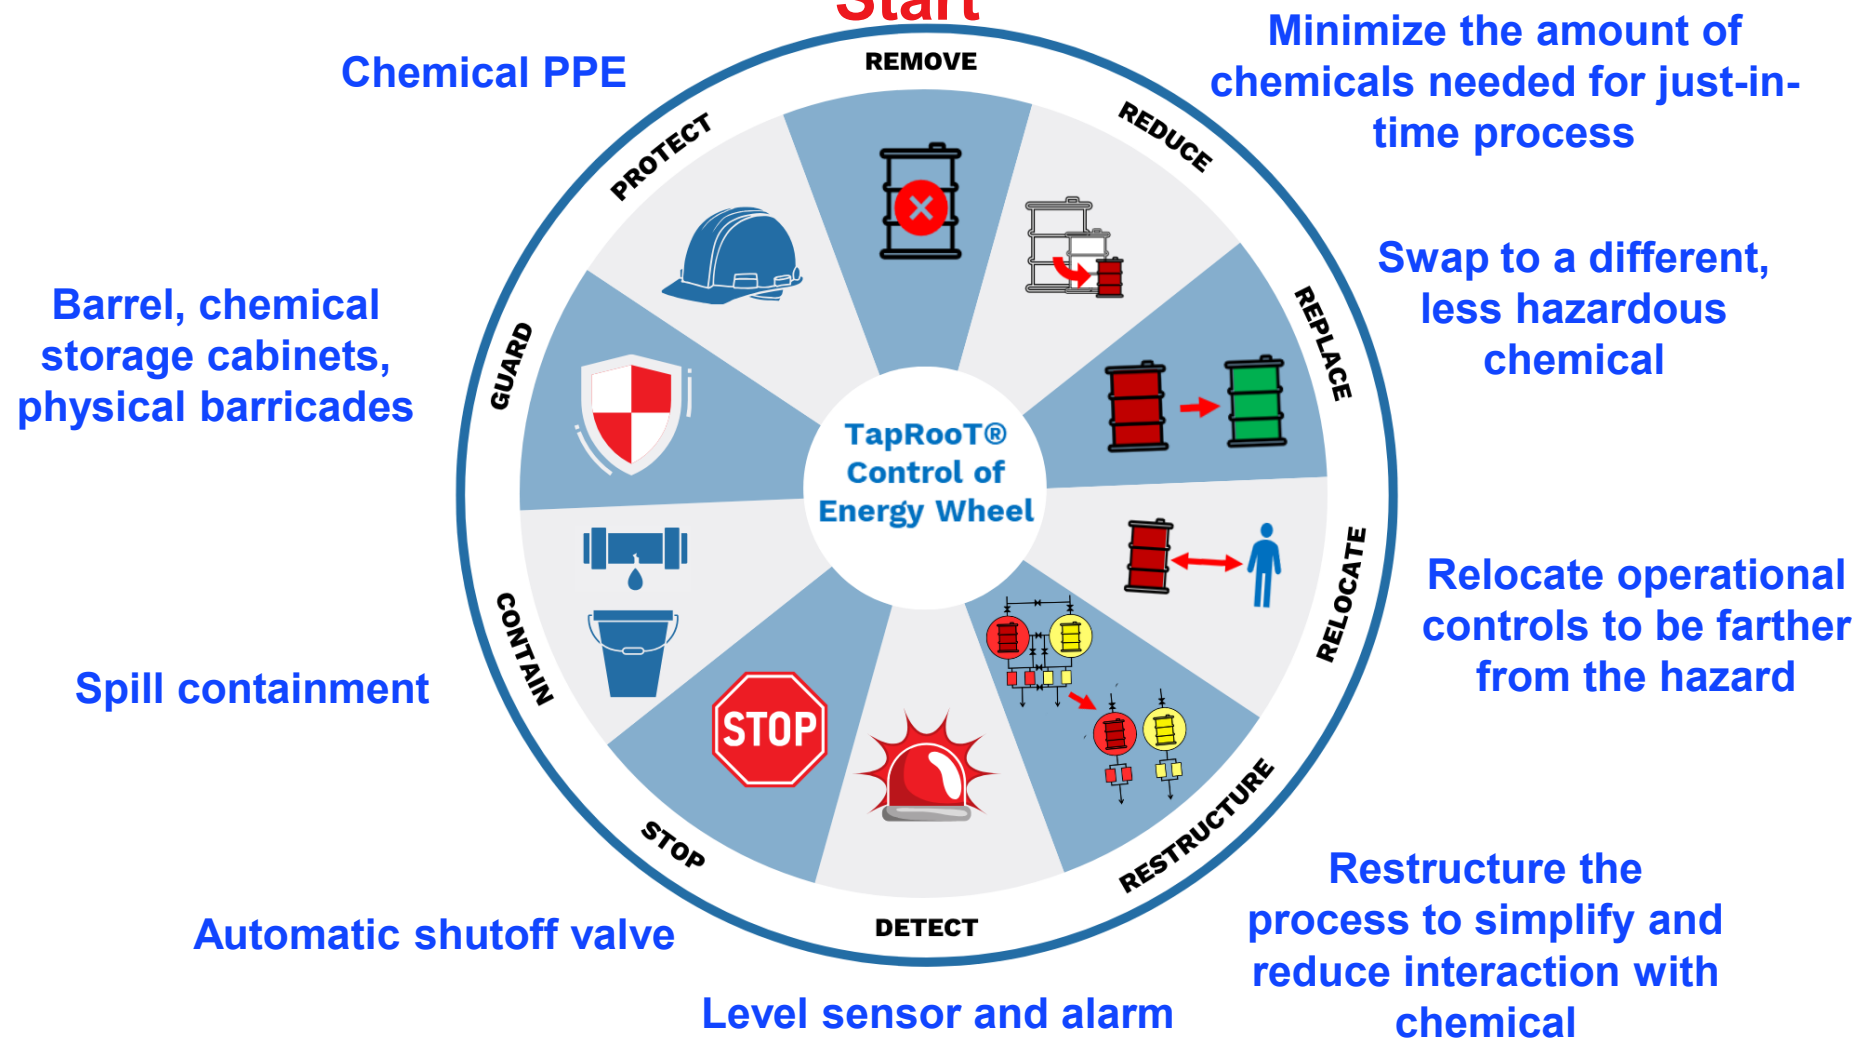 Start
REMOVE
Minimize the amount of
chemicals needed for just-in-
time process
REDUCE
Swap to a different,
less hazardous
chemical
REPLACE
Relocate operational
controls to be farther
from the hazard
RELOCATE
Restructure the
process to simplify and
reduce interaction with
chemical
RESTRUCTURE
DETECT
Level sensor and alarm
STOP
STOP
Automatic shutoff valve
CONTAIN
Spill containment
GUARD
Barrel, chemical
storage cabinets,
physical barricades
PROTECT
Chemical PPE
TapRooT®
Control of
Energy Wheel